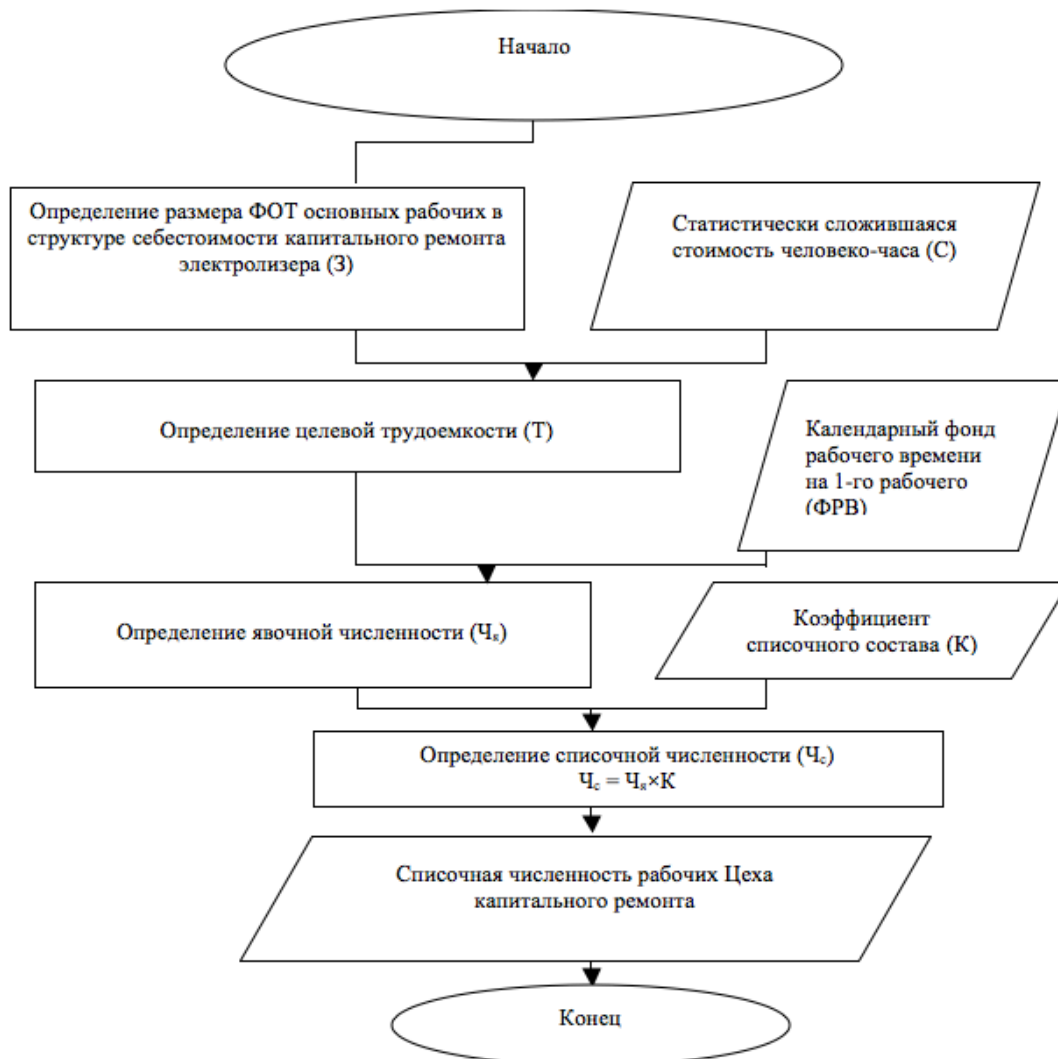 Начало
Определение размера ФОТ основных рабочих в
структуре себестоимости капитального ремонта
электролизера (З)
Статистически сложившаяся
стоимость человеко-часа (С)
Определение целевой трудоемкости (Т)
Календарный фонд
рабочего времени
на 1-го рабочего
(ФРВ)
Определение явочной численности (Чя)
Коэффициент
списочного состава (К)
Определение списочной численности (Чс)
Чс = Чя×К
Списочная численность рабочих Цеха
капитального ремонта
Конец